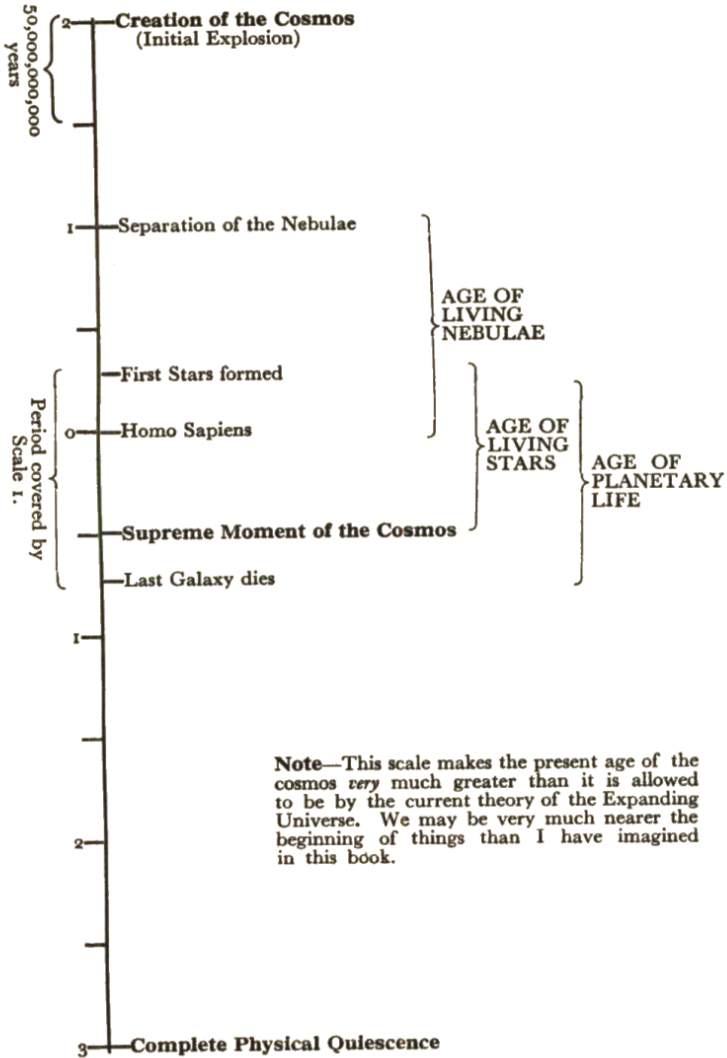 2 Creation of the Cosmos
(Initial Explosion)
50,000,000,000
years
1 Separation of the Nebulae
AGE OF
LIVING
NEBULAE
First Stars formed
0 Homo Sapiens
AGE OF
LIVING
STARS
AGE OF
PLANETARY
LIFE
Period covered by
Scale 1.
Supreme Moment of the Cosmos
Last Galaxy dies
1
Note—This scale makes the present age of the
cosmos very much greater than it is allowed
to be by the current theory of the Expanding
Universe. We may be very much nearer the
beginning of things than I have imagined
in this book.
2
3 Complete Physical Quiescence